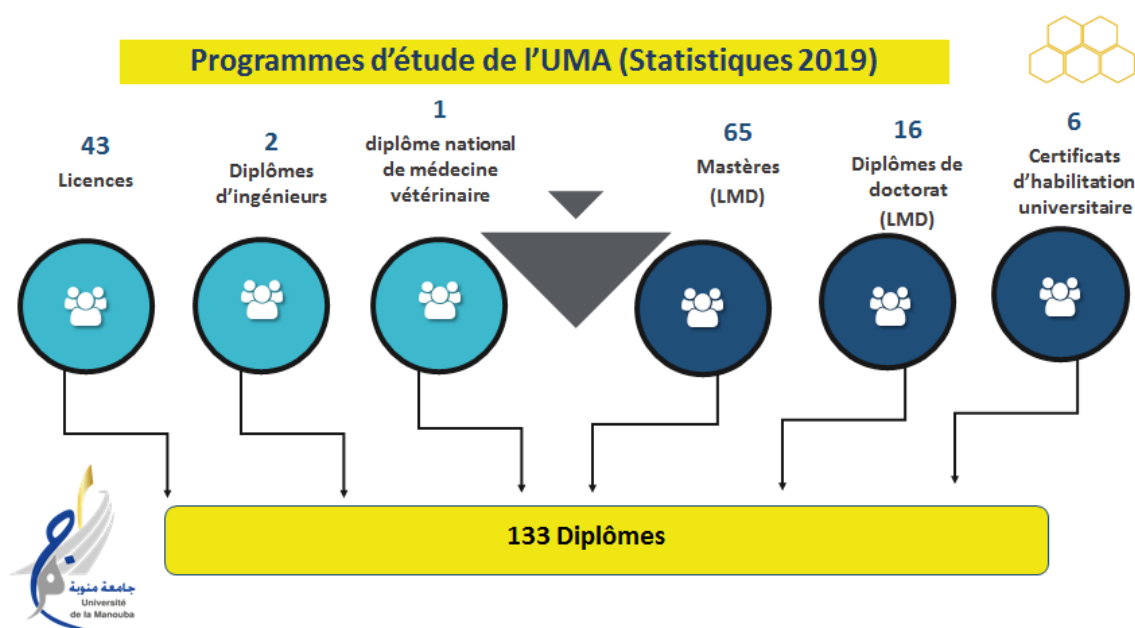 Programmes d'étude de l'UMA (Statistiques 2019)
43
Licences
2
Diplômes
d'ingénieurs
1
diplôme national
de médecine
vétérinaire
65
Mastères
(LMD)
16
Diplômes de
doctorat
(LMD)
6
Certificats
d'habilitation
universitaire
133 Diplômes
جامعة منوبة
Université
de la Manouba